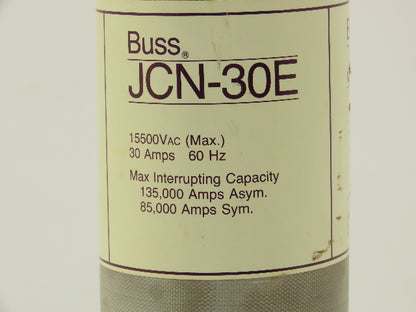 Buss®
JCN-30E
15500VAC (Max.)
30 Amps 60 Hz
Max Interrupting Capacity
135,000 Amps Asym.
85,000 Amps Sym.